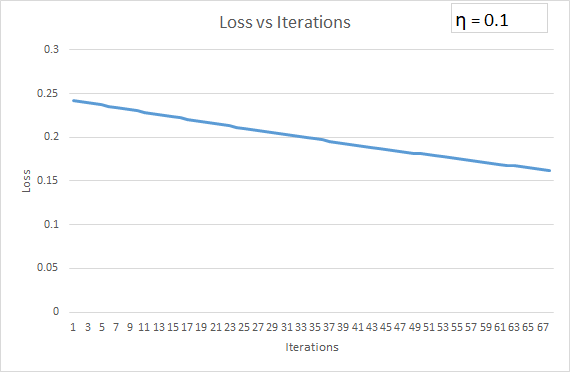 Loss vs Iterations
η = 0.1
0.3
0.25
0.2
0.15
0.1
0.05
0
Loss
1 3 5 7 9 11 13 15 17 19 21 23 25 27 29 31 33 35 37 39 41 43 45 47 49 51 53 55 57 59 61 63 65 67
Iterations